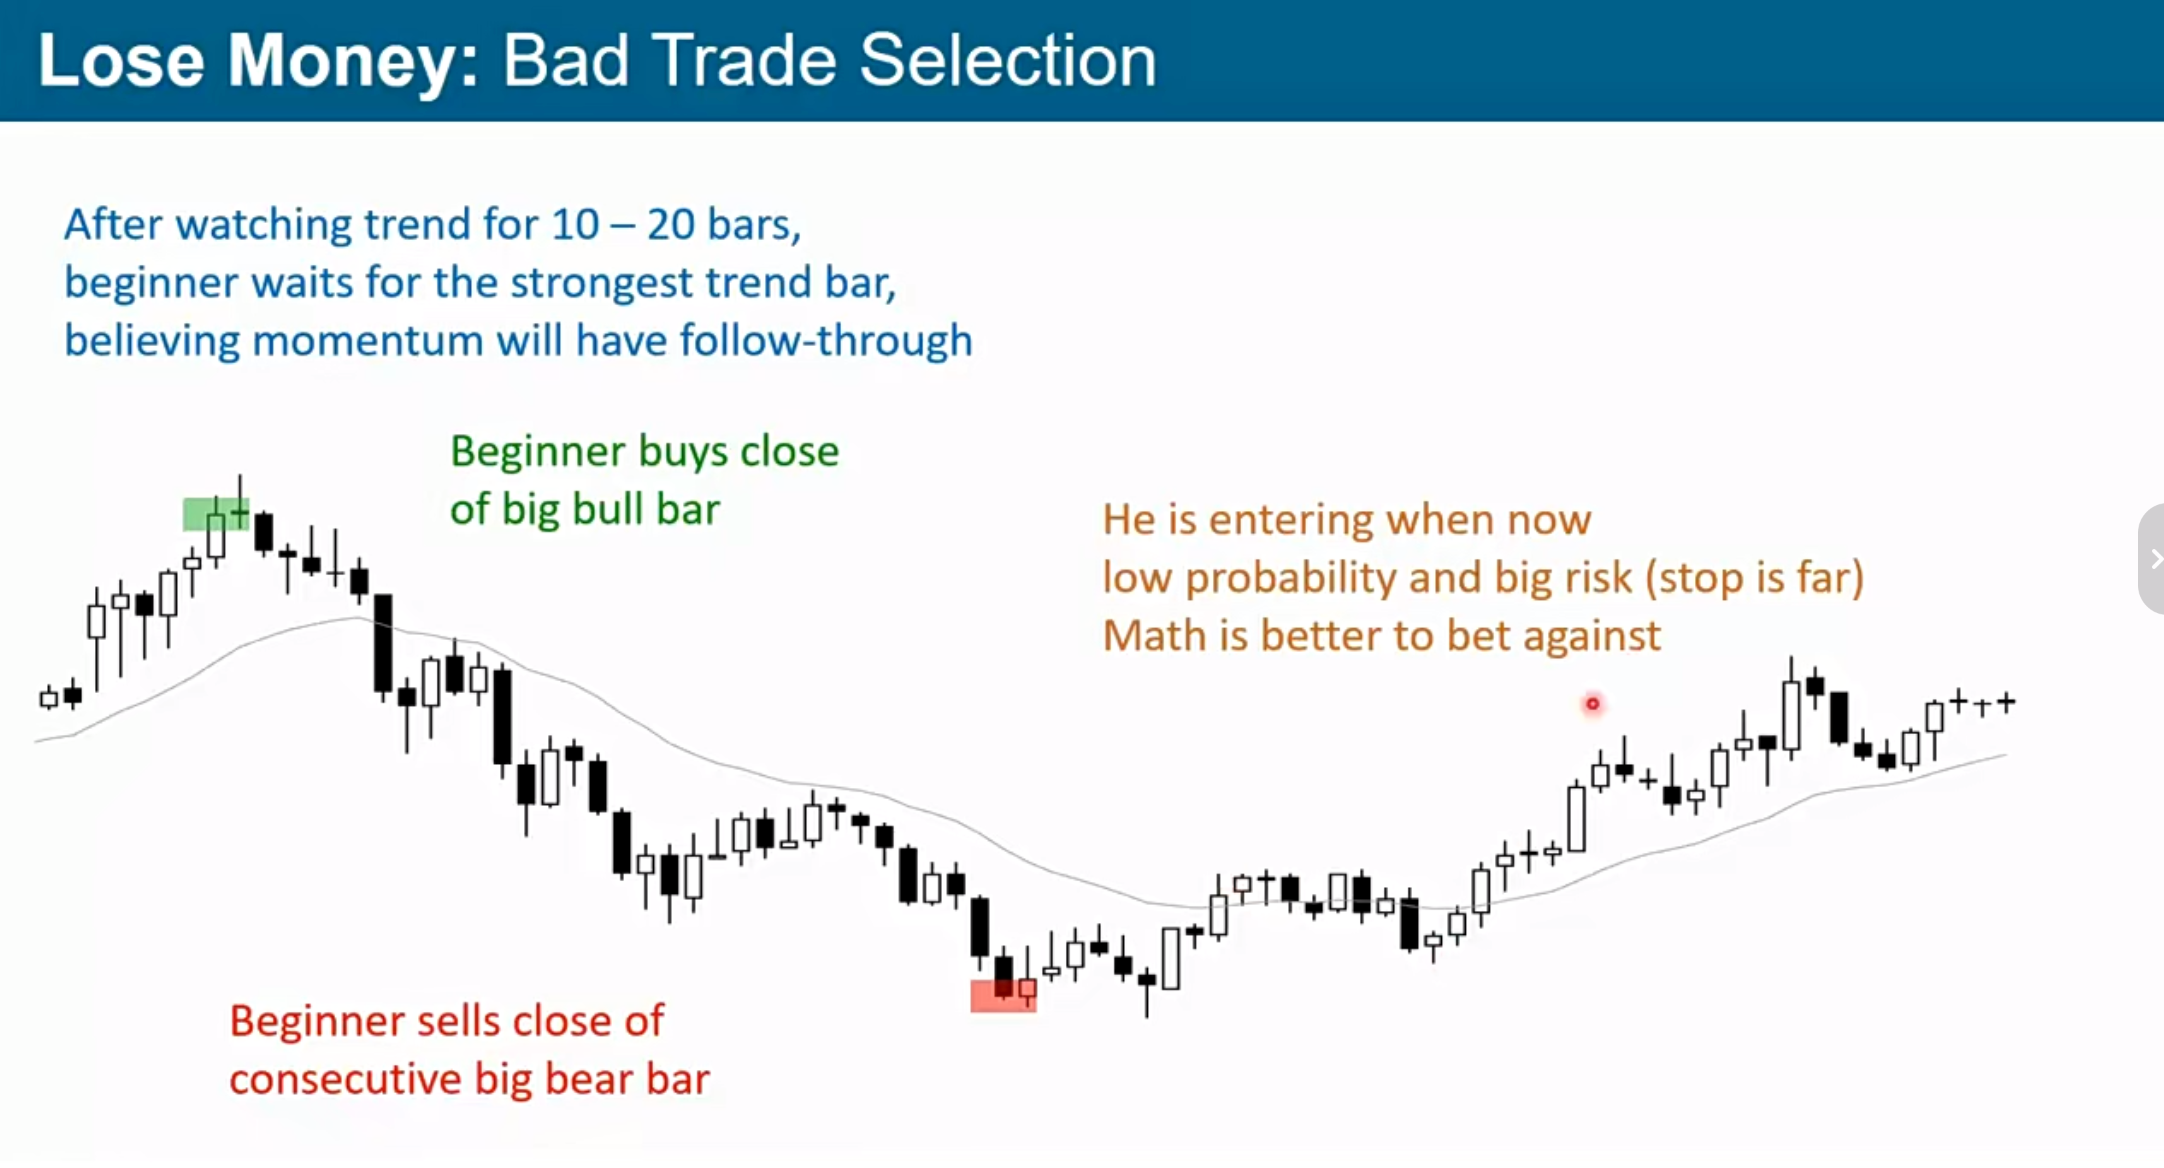 Lose Money: Bad Trade Selection
After watching trend for 10 – 20 bars,
beginner waits for the strongest trend bar,
believing momentum will have follow-through
Beginner buys close
of big bull bar
He is entering when now
low probability and big risk (stop is far)
Math is better to bet against
Beginner sells close of
consecutive big bear bar